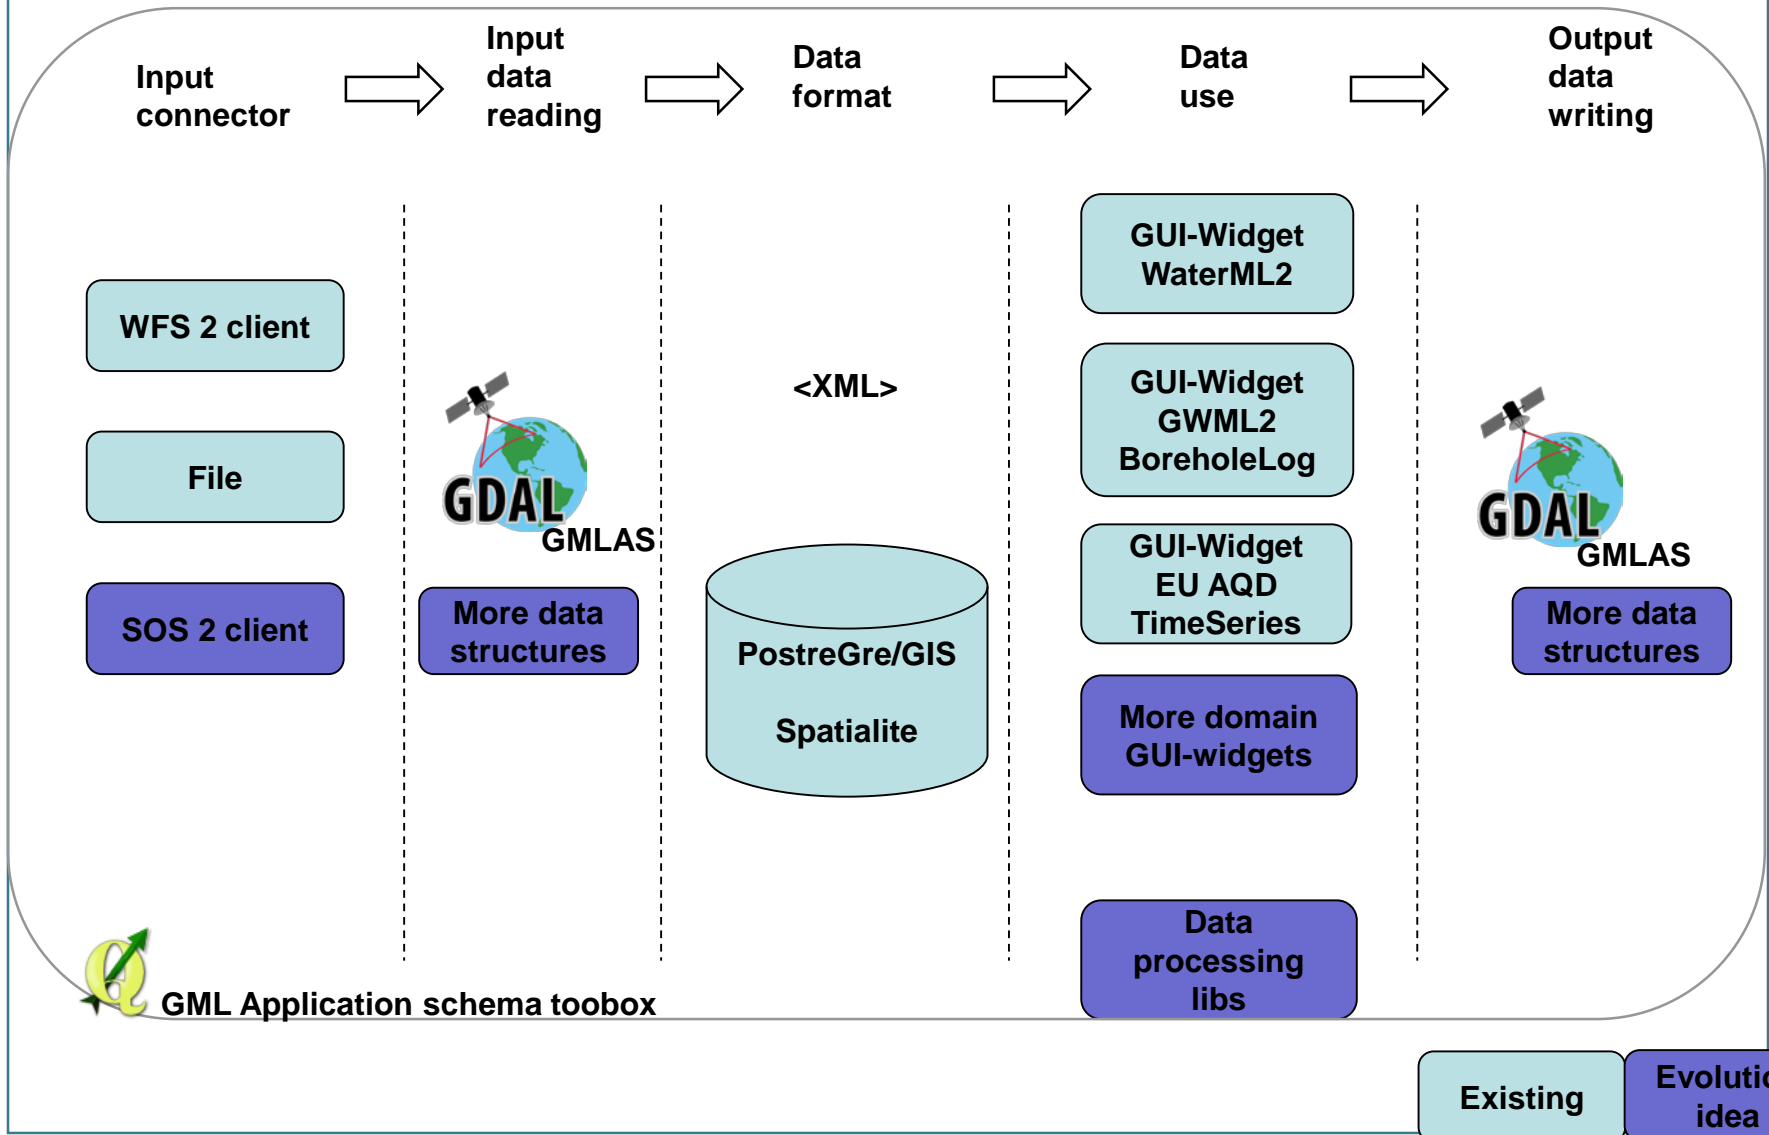 Input
connector
Input
data
reading
Data
format
Data
use
Output
data
writing
WFS 2 client
File
SOS 2 client
GDAL
GMLAS
More data
structures
<XML>
PostreGre/GIS
Spatialite
GUI-Widget
WaterML2
GUI-Widget
GWML2
BoreholeLog
GUI-Widget
EU AQD
TimeSeries
More domain
GUI-widgets
Data
processing
libs
GDAL
GMLAS
More data
structures
GML Application schema toobox
Existing
idea